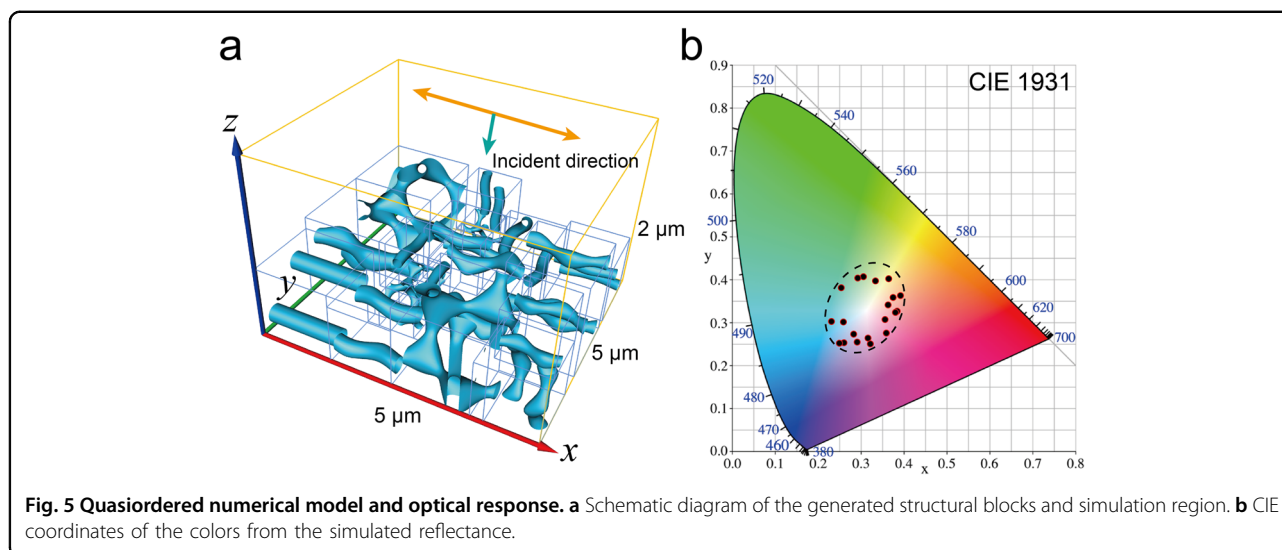 a
z
Incident direction
2 μm
y
5 μm
5 μm
x
b
CIE 1931
0.9
0.8
0.7
0.6
0.5
y
0.4
0.3
0.2
0.1
0.0
520
540
560
500
580
600
620
490
700
480
470
460
380
0.0 0.1 0.2 0.3 0.4 0.5 0.6 0.7 0.8
x
Fig. 5 Quasiordered numerical model and optical response. a Schematic diagram of the generated structural blocks and simulation region. b CIE
coordinates of the colors from the simulated reflectance.